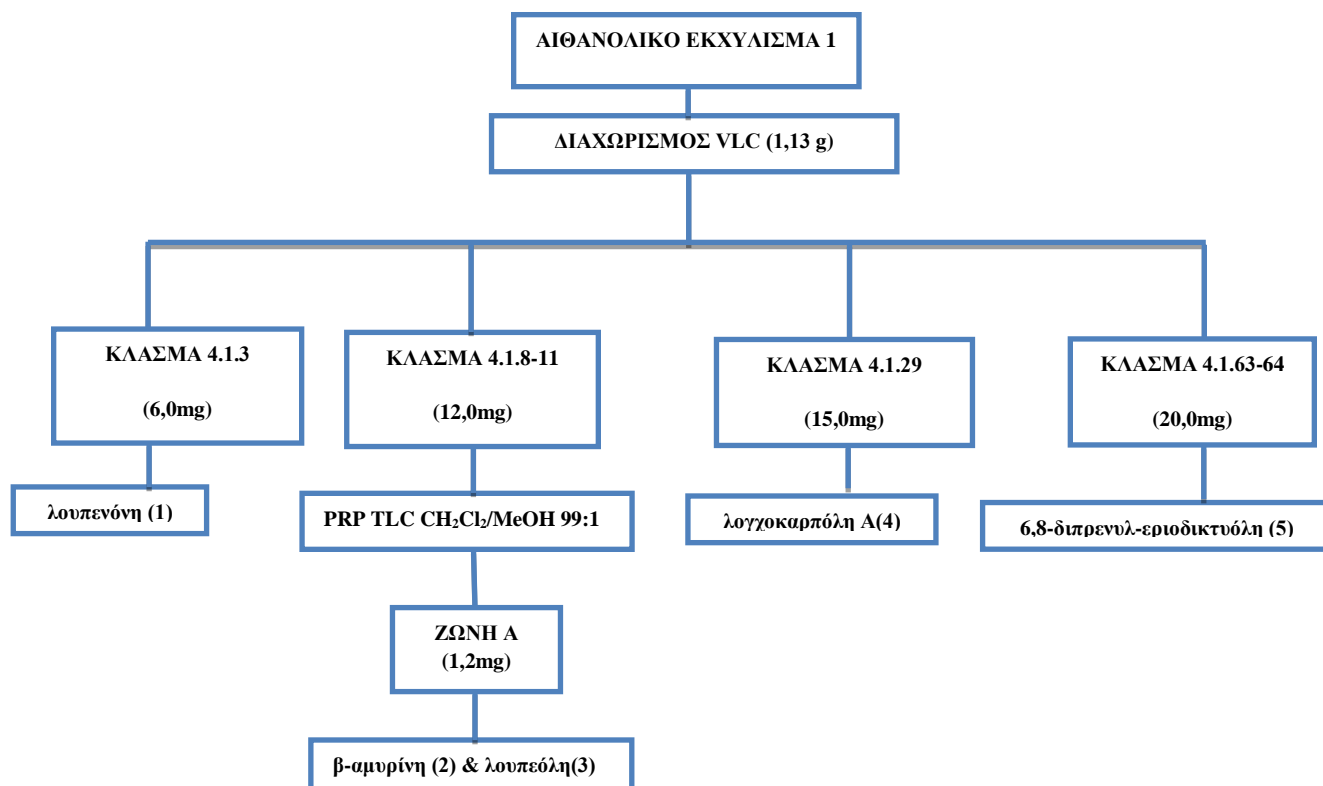 ΑΙΘΑΝΟΛΙΚΟ ΕΚΧΥΛΙΣΜΑ 1
ΔΙΑΧΩΡΙΣΜΟΣ VLC (1,13 g)
ΚΛΑΣΜΑ 4.1.3
(6,0mg)
ΚΛΑΣΜΑ 4.1.8-11
(12,0mg)
ΚΛΑΣΜΑ 4.1.29
(15,0mg)
ΚΛΑΣΜΑ 4.1.63-64
(20,0mg)
λουπενόνη (1)
PRP TLC CH₂Cl₂/MeOH 99:1
λογχοκαρπόλη Α(4)
6,8-διπρενυλ-εριοδικτυόλη (5)
ΖΩΝΗ Α
(1,2mg)
β-αμυρίνη (2) & λουπεόλη(3)